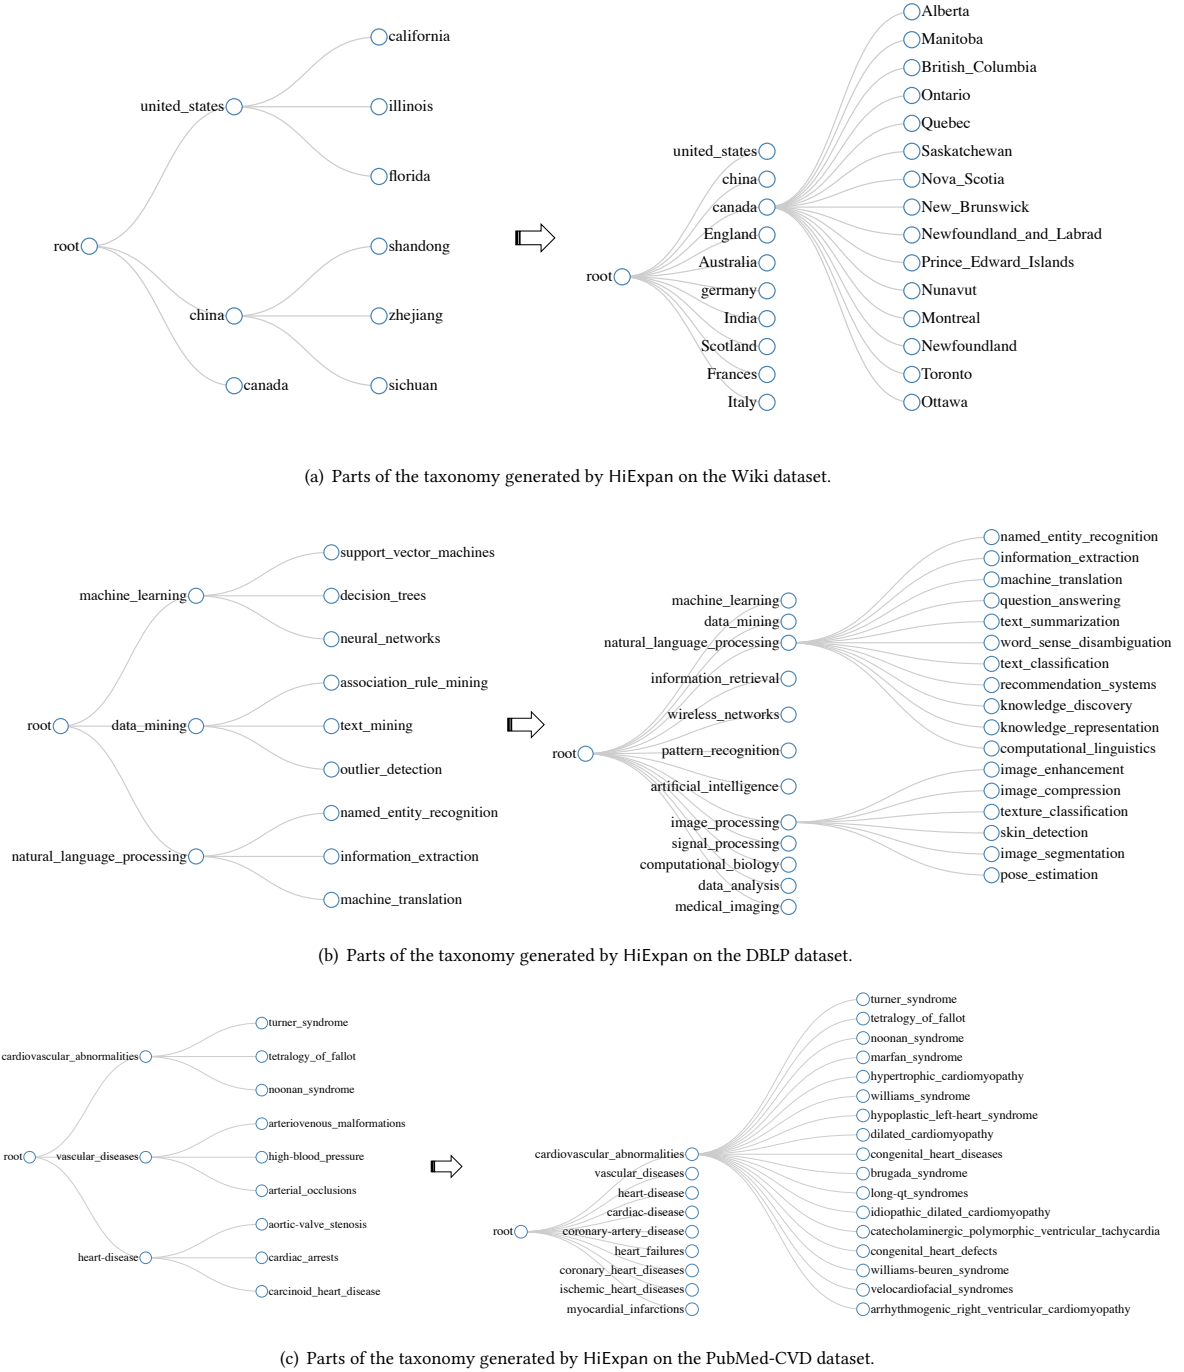 california
united_states
illinois
florida
root
shandong
china
zhejiang
canada
sichuan
Alberta
Manitoba
British_Columbia
Ontario
Quebec
united_states
Saskatchewan
china
Nova_Scotia
canada
New_Brunswick
England
Newfoundland_and_Labrad
Australia
Prince_Edward_Islands
root
germany
Nunavut
India
Montreal
Scotland
Newfoundland
Frances
Toronto
Italy
Ottawa
(a) Parts of the taxonomy generated by HiExpan on the Wiki dataset.
support_vector_machines
machine_learning
decision_trees
neural_networks
association_rule_mining
root
data_mining
text_mining
outlier_detection
named_entity_recognition
natural_language_processing
information_extraction
machine_translation
named_entity_recognition
information_extraction
machine_translation
machine_learning
question_answering
data_mining
text_summarization
natural_language_processing
word_sense_disambiguation
text_classification
information_retrieval
recommendation_systems
knowledge_discovery
wireless_networks
knowledge_representation
root
pattern_recognition
computational_linguistics
image_enhancement
artificial_intelligence
image_compression
texture_classification
image_processing
skin_detection
signal_processing
image_segmentation
computational_biology
pose_estimation
data_analysis
medical_imaging
(b) Parts of the taxonomy generated by HiExpan on the DBLP dataset.
turner_syndrome
cardiovascular_abnormalities
tetralogy_of_fallot
noonan_syndrome
arteriovenous_malformations
root
vascular_diseases
high-blood_pressure
arterial_occlusions
aortic-valve_stenosis
heart-disease
cardiac_arrests
carcinoid_heart_disease
turner_syndrome
tetralogy_of_fallot
noonan_syndrome
marfan_syndrome
hypertrophic_cardiomyopathy
williams_syndrome
hypoplastic_left-heart_syndrome
dilated_cardiomyopathy
cardiovascular_abnormalities
congenital_heart_diseases
vascular_diseases
brugada_syndrome
heart-disease
long-qt_syndromes
cardiac-disease
idiopathic_dilated_cardiomyopathy
root
coronary-artery_disease
catecholaminergic_polymorphic_ventricular_tachycardia
heart_failures
congenital_heart_defects
coronary_heart_diseases
williams-beuren_syndrome
ischemic_heart_diseases
velocardiofacial_syndromes
myocardial_infarctions
arrhythmogenic_right_ventricular_cardiomyopathy
(c) Parts of the taxonomy generated by HiExpan on the PubMed-CVD dataset.